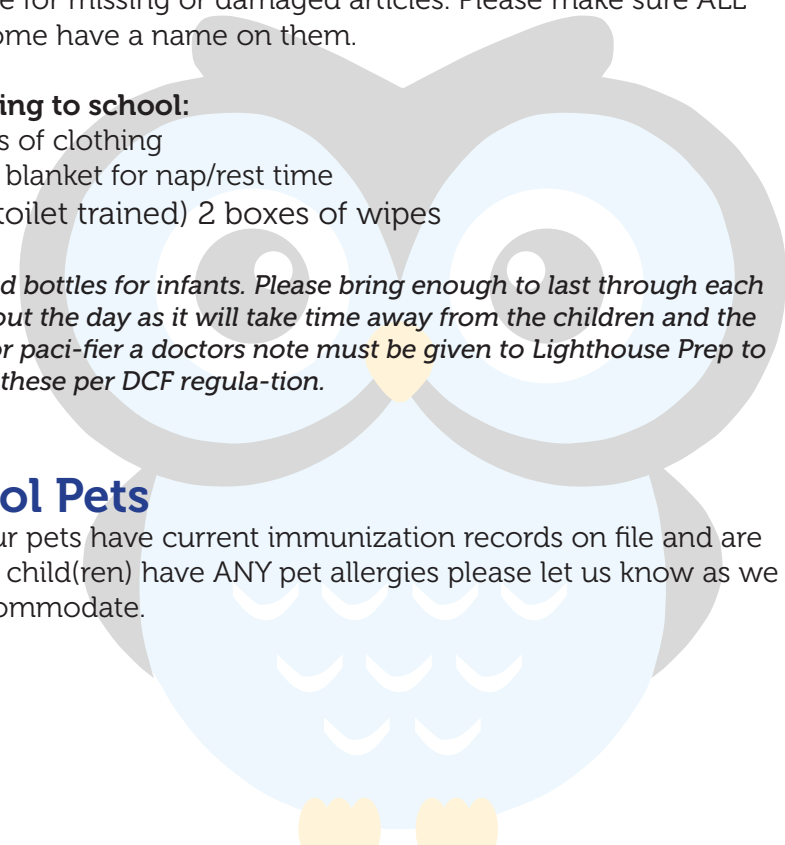 for missing or damaged articles. Please make sure ALL
ome have a name on them.
ing to school:
s of clothing
blanket for nap/rest time
toilet trained) 2 boxes of wipes
d bottles for infants. Please bring enough to last through each
out the day as it will take time away from the children and the
or paci-fier a doctors note must be given to Lighthouse Prep to
these per DCF regula-tion.
ol Pets
ur pets have current immunization records on file and are
child(ren) have ANY pet allergies please let us know as we
ommodate.